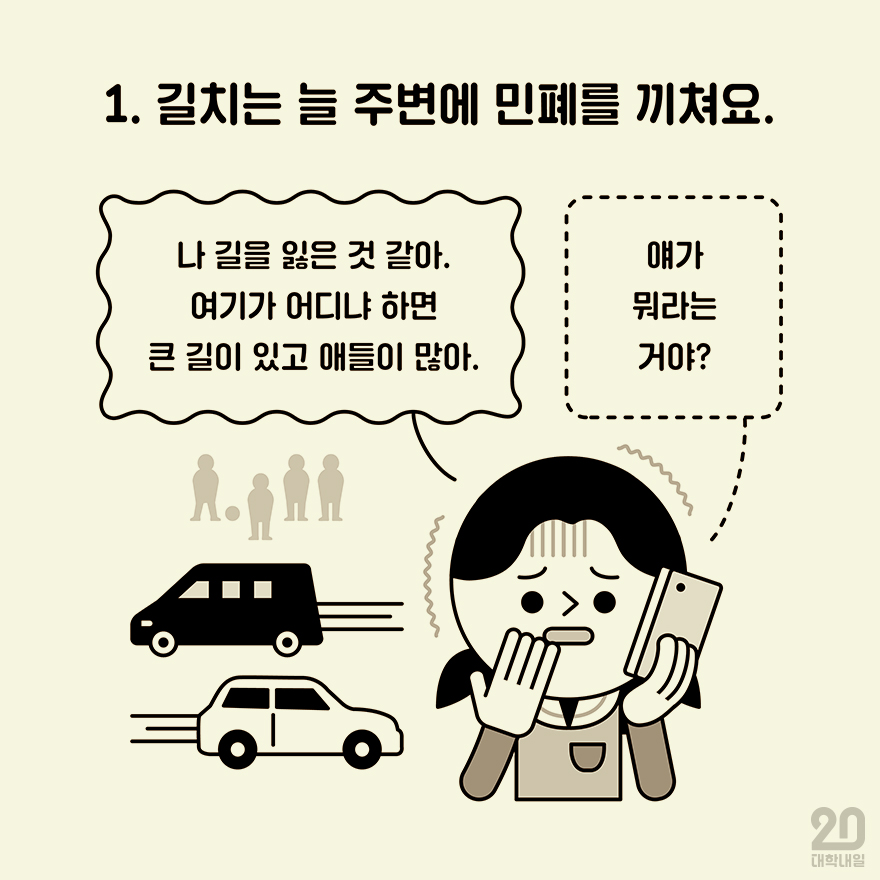 1. 길치는 늘 주변에 민폐를 끼쳐요.
나 길을 잃은 것 같아.
여기가 어디냐 하면
큰 길이 있고 애들이 많아.
얘가
뭐라는
거야?
20
대학내일